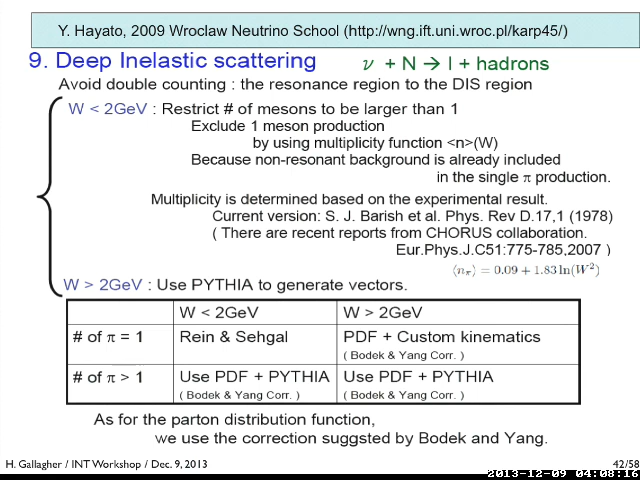 Y. Hayato, 2009 Wroclaw Neutrino School (http://wng.ift.uni.wroc.pl/karp45/)
9. Deep Inelastic scattering
ν + N → l + hadrons
Avoid double counting : the resonance region to the DIS region
W < 2GeV : Restrict # of mesons to be larger than 1
Exclude 1 meson production
by using multiplicity function <n>(W)
Because non-resonant background is already included
in the single π production.
Multiplicity is determined based on the experimental result.
Current version: S. J. Barish et al. Phys. Rev D.17,1 (1978)
( There are recent reports from CHORUS collaboration.
Eur.Phys.J.C51:775-785,2007 )
⟨nπ⟩ = 0.09 + 1.83 ln(W²)
W > 2GeV : Use PYTHIA to generate vectors.
W < 2GeV W > 2GeV
# of π = 1 Rein & Sehgal PDF + Custom kinematics
( Bodek & Yang Corr. )
# of π > 1 Use PDF + PYTHIA Use PDF + PYTHIA
( Bodek & Yang Corr. ) ( Bodek & Yang Corr. )
As for the parton distribution function,
we use the correction suggsted by Bodek and Yang.
H. Gallagher / INT Workshop / Dec. 9, 2013
42/58
2013-12-09 04:08:16